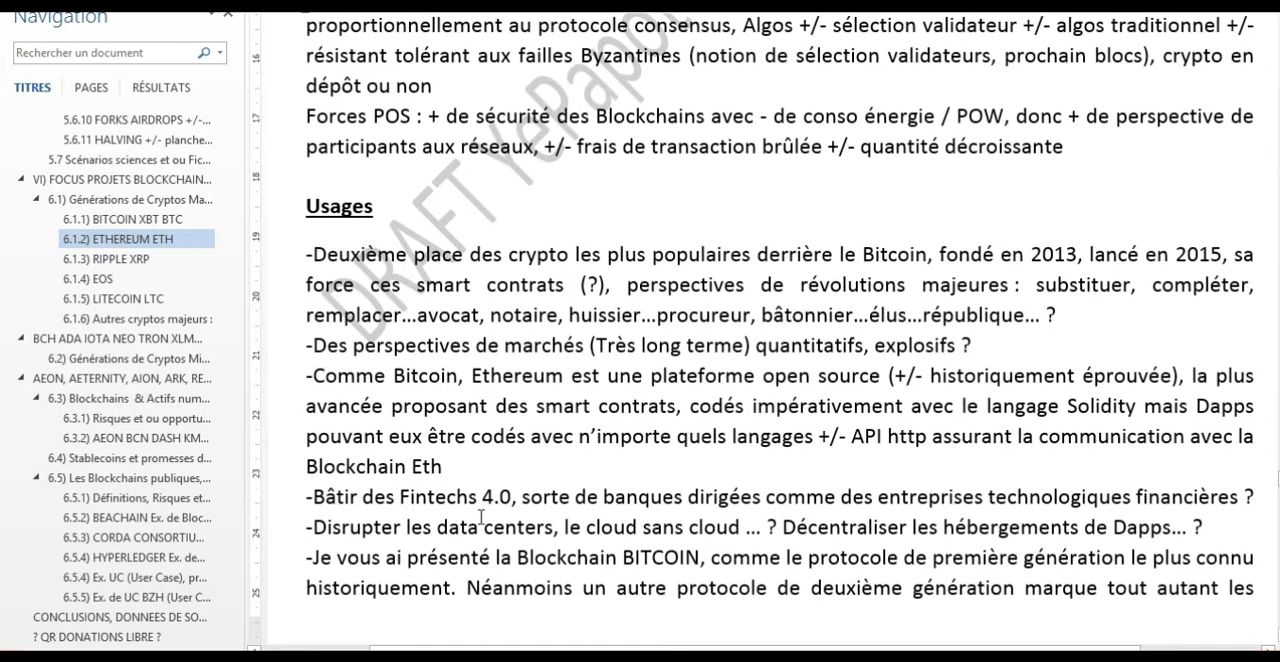 Navigation
Rechercher un document
TITRES PAGES RÉSULTATS
5.6.10 FORKS AIRDROPS +/-...
5.6.11 HALVING +/- planche...
5.7 Scénarios sciences et ou Fic...
VI) FOCUS PROJETS BLOCKCHAIN...
6.1) Générations de Cryptos Ma...
6.1.1) BITCOIN XBT BTC
6.1.2) ETHEREUM ETH
6.1.3) RIPPLE XRP
6.1.4) EOS
6.1.5) LITECOIN LTC
6.1.6) Autres cryptos majeurs :
BCH ADA IOTA NEO TRON XLM...
6.2) Générations de Cryptos Mi...
AEON, AETERNITY, AION, ARK, RE...
6.3) Blockchains & Actifs num...
6.3.1) Risques et ou opportu...
6.3.2) AEON BCN DASH KM...
6.4) Stablecoins et promesses d...
6.5) Les Blockchains publiques,...
6.5.1) Définitions, Risques et...
6.5.2) BEACHAIN Ex. de Bloc...
6.5.3) CORDA CONSORTIU...
6.5.4) HYPERLEDGER Ex. de...
6.5.4) Ex. UC (User Case), pr...
6.5.5) Ex. de UC BZH (User C...
CONCLUSIONS, DONNEES DE SO...
? QR DONATIONS LIBRE ?
16
17
18
19
20
21
22
23
24
25
proportionnellement au protocole consensus, Algos +/- sélection validateur +/- algos traditionnel +/-
résistant tolérant aux failles Byzantines (notion de sélection validateurs, prochain blocs), crypto en
dépôt ou non
Forces POS : + de sécurité des Blockchains avec - de conso énergie / POW, donc + de perspective de
participants aux réseaux, +/- frais de transaction brûlée +/- quantité décroissante
Usages
-Deuxième place des crypto les plus populaires derrière le Bitcoin, fondé en 2013, lancé en 2015, sa
force ces smart contrats (?), perspectives de révolutions majeures : substituer, compléter,
remplacer...avocat, notaire, huissier...procureur, bâtonnier...élus...république... ?
-Des perspectives de marchés (Très long terme) quantitatifs, explosifs ?
-Comme Bitcoin, Ethereum est une plateforme open source (+/- historiquement éprouvée), la plus
avancée proposant des smart contrats, codés impérativement avec le langage Solidity mais Dapps
pouvant eux être codés avec n’importe quels langages +/- API http assurant la communication avec la
Blockchain Eth
-Bâtir des Fintechs 4.0, sorte de banques dirigées comme des entreprises technologiques financières ?
-Disrupter les data centers, le cloud sans cloud ... ? Décentraliser les hébergements de Dapps... ?
-Je vous ai présenté la Blockchain BITCOIN, comme le protocole de première génération le plus connu
historiquement. Néanmoins un autre protocole de deuxième génération marque tout autant les
DRAFT